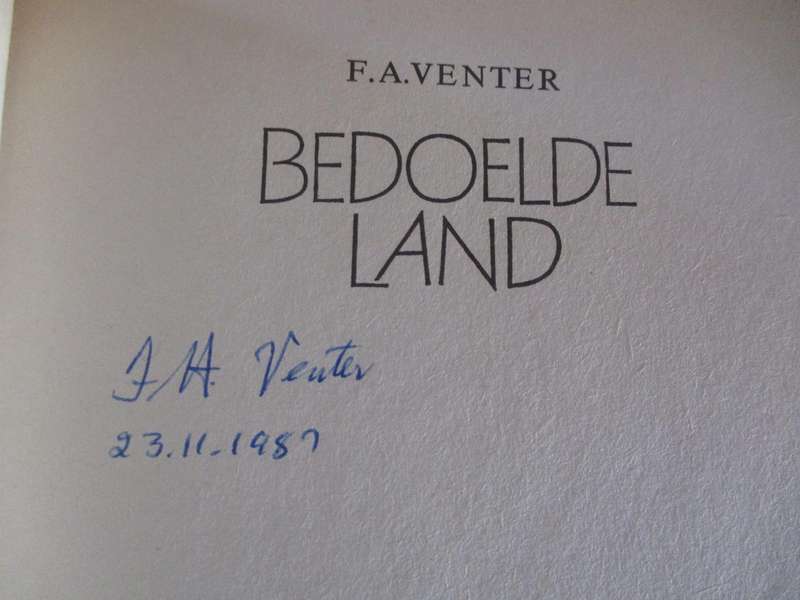 F.A.VENTER
BEDOELDE
LAND
F.A. Venter
23.11.1987